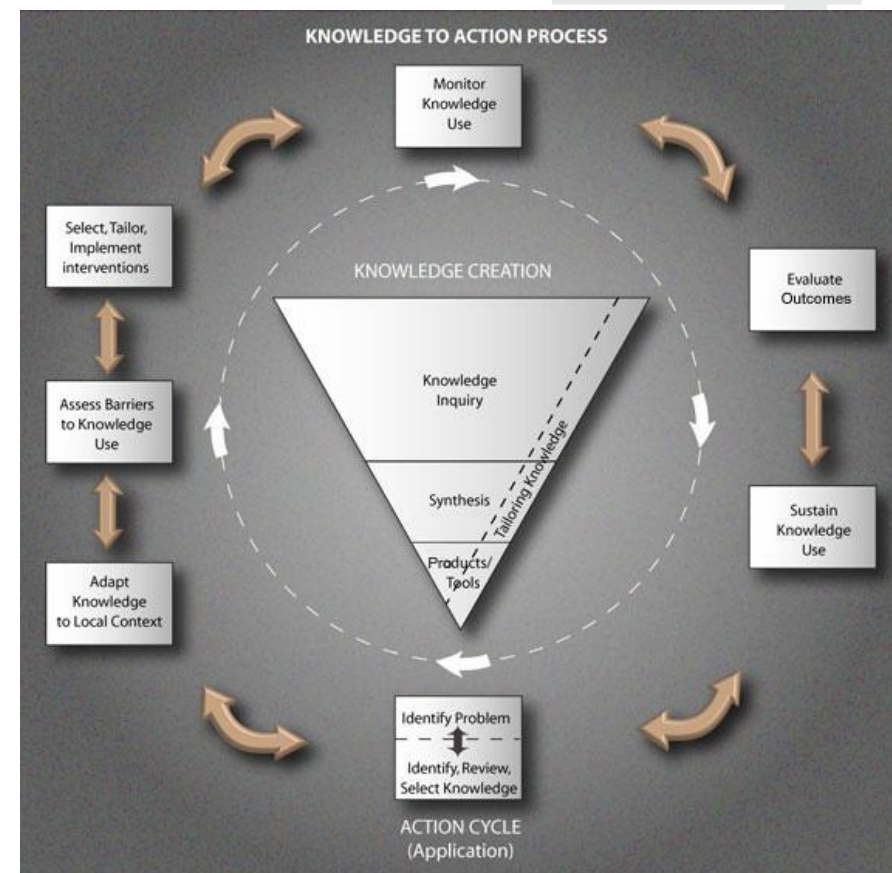 KNOWLEDGE TO ACTION PROCESS
Monitor
Knowledge
Use
Select, Tailor,
Implement
interventions
KNOWLEDGE CREATION
Evaluate
Outcomes
Knowledge
Inquiry
Assess Barriers
to Knowledge
Use
Tailoring Knowledge
Synthesis
Sustain
Knowledge
Use
Products/
Tools
Adapt
Knowledge
to Local Context
Identify Problem
Identify, Review,
Select Knowledge
ACTION CYCLE
(Application)